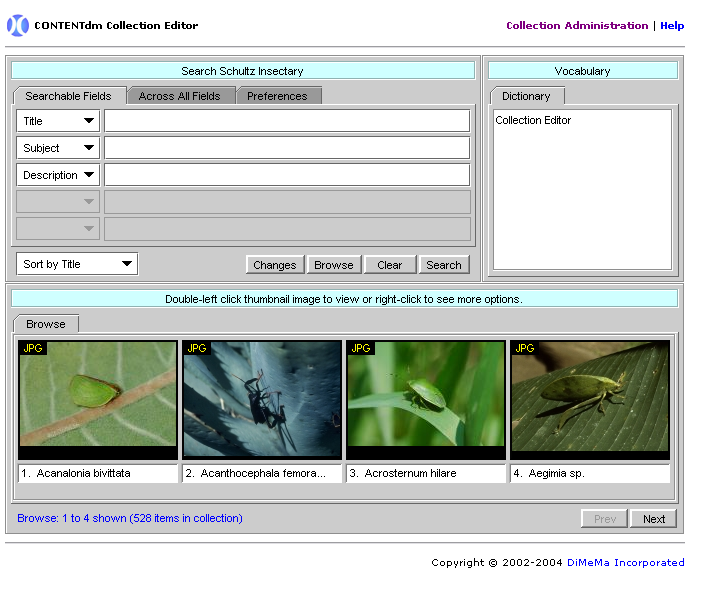 CONTENTdm Collection Editor
Collection Administration | Help
Search Schultz Insectary
Vocabulary
Searchable Fields Across All Fields Preferences
Dictionary
Title
Collection Editor
Subject
Description
Sort by Title
Changes Browse Clear Search
Double-left click thumbnail image to view or right-click to see more options.
Browse
JPG JPG JPG JPG
1. Acanalonia bivittata 2. Acanthocephala femora... 3. Acrosternum hilare 4. Aegimia sp.
Browse: 1 to 4 shown (528 items in collection)
Prev Next
Copyright © 2002-2004 DiMeMa Incorporated